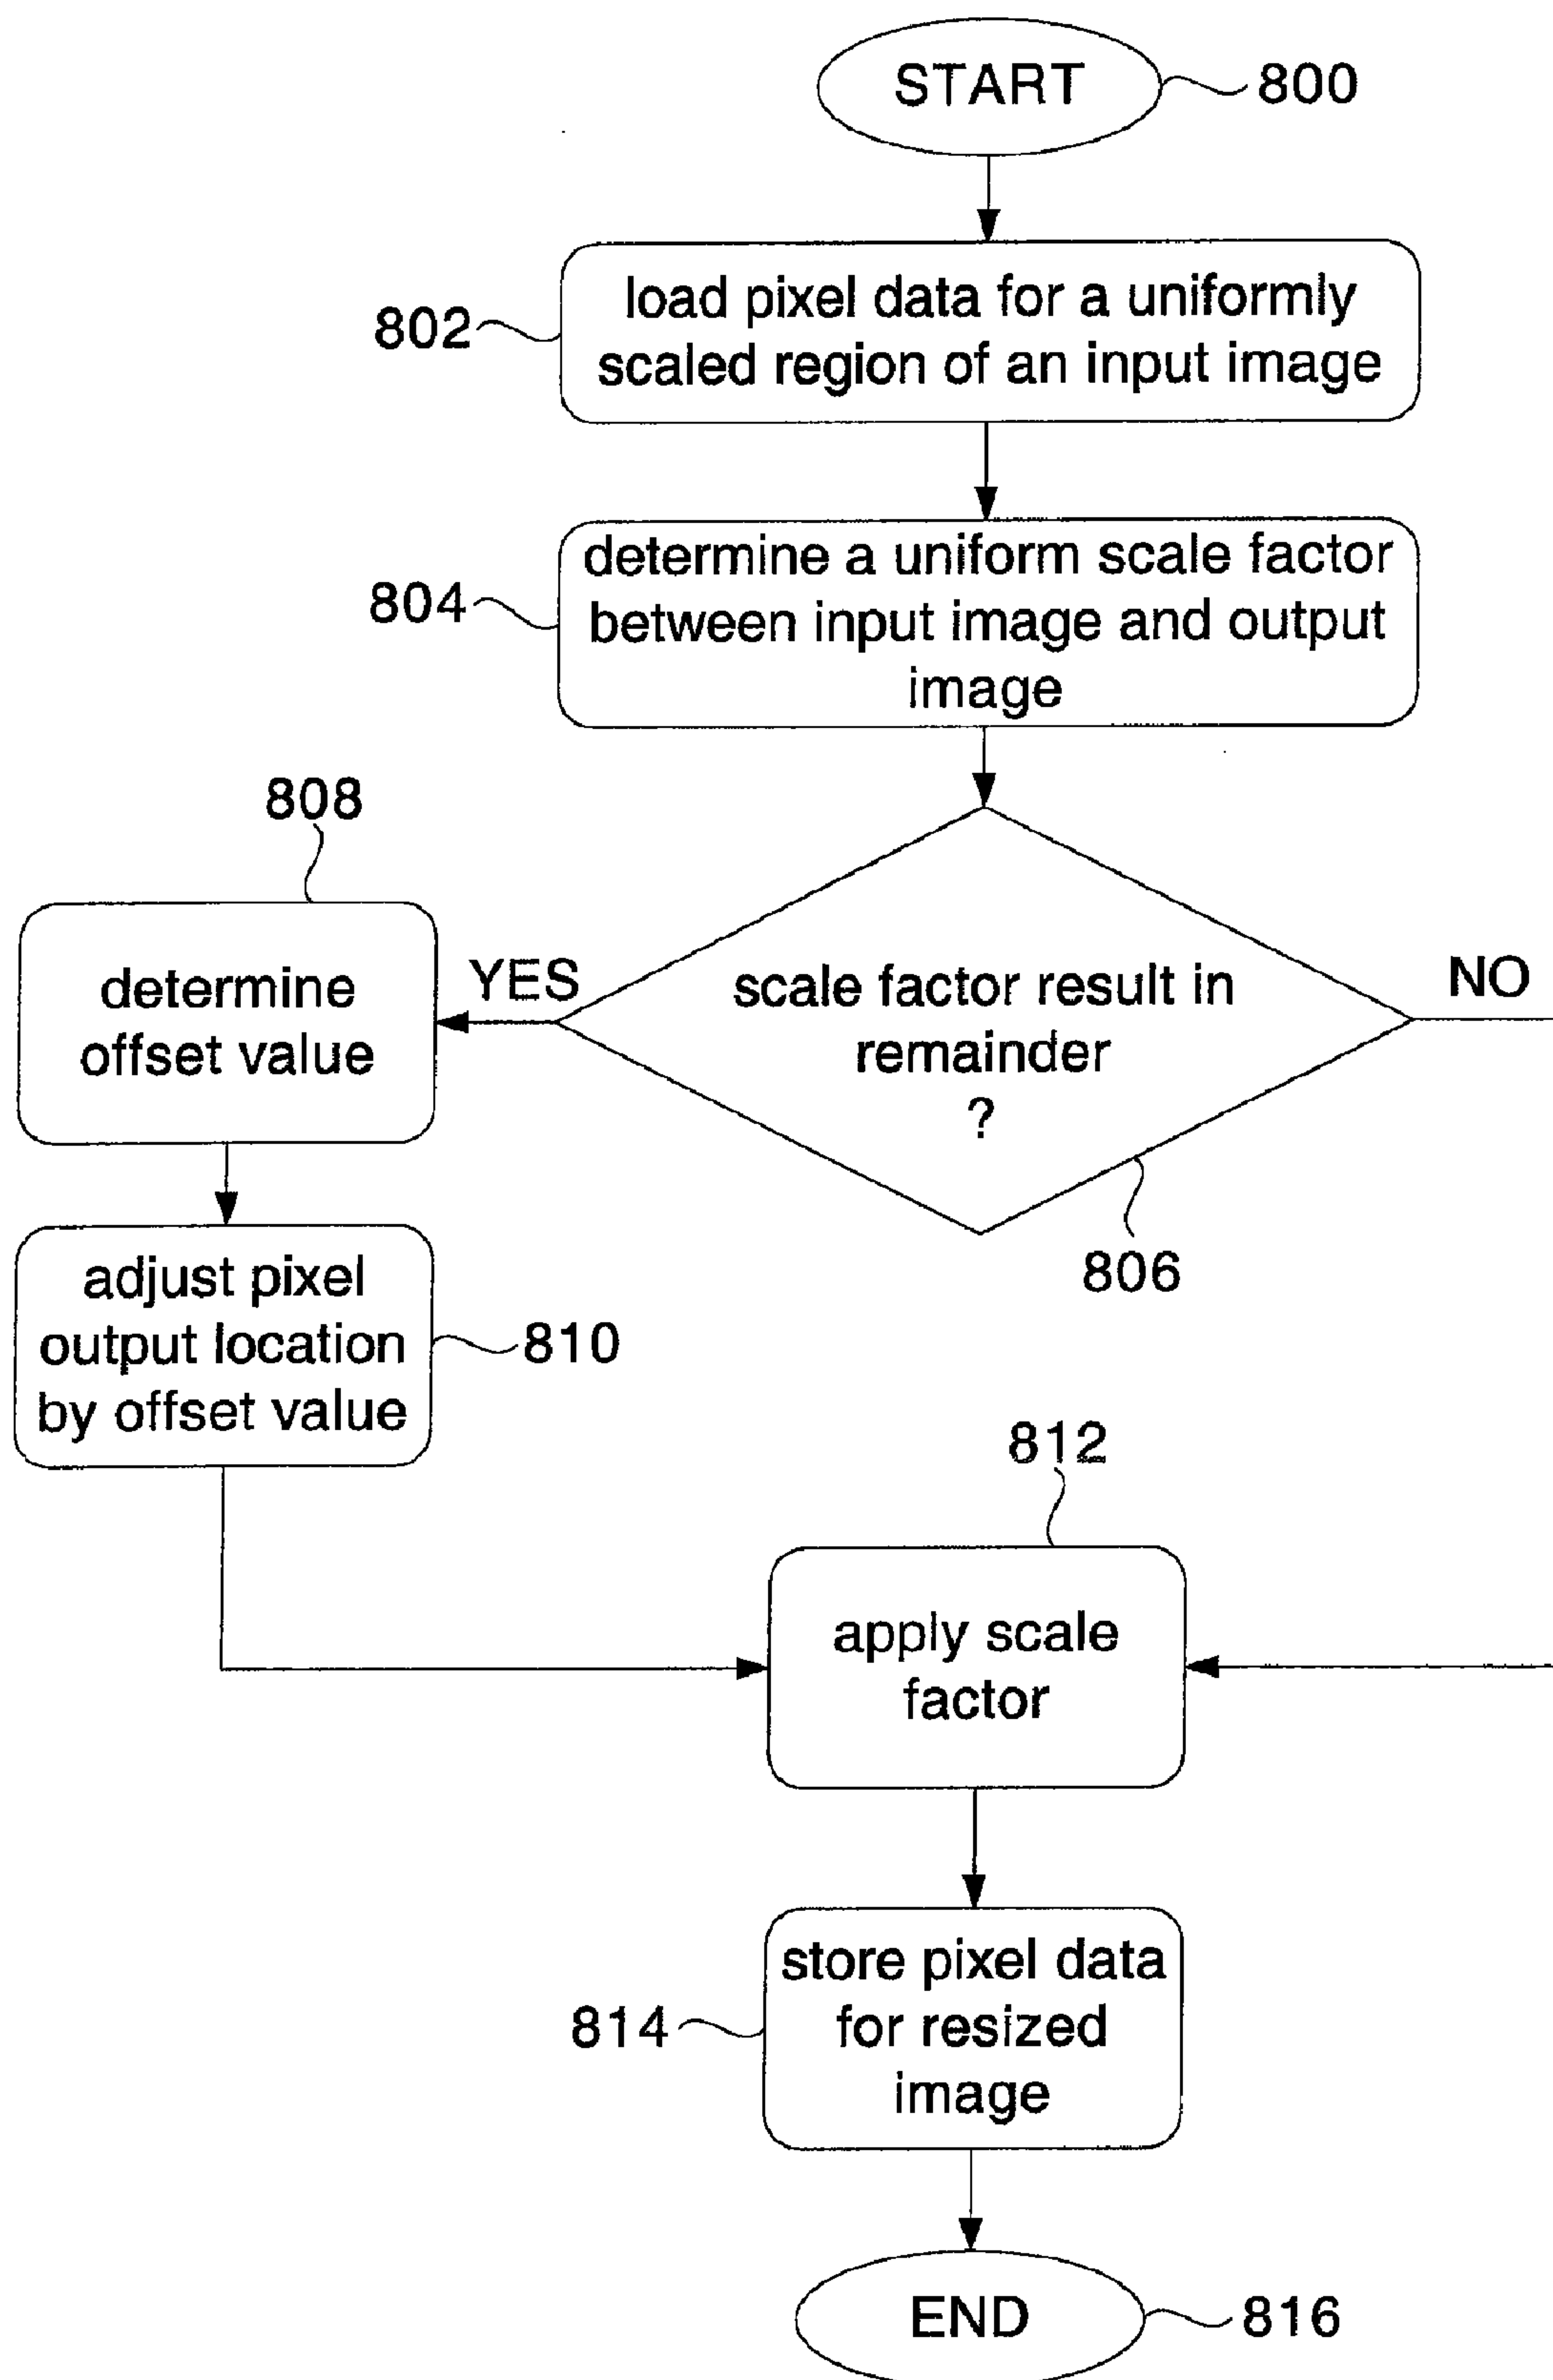 START
800
802
load pixel data for a uniformly
scaled region of an input image
804
determine a uniform scale factor
between input image and output
image
808
determine
offset value
YES
scale factor result in
remainder
?
NO
806
adjust pixel
output location
by offset value
810
812
apply scale
factor
814
store pixel data
for resized
image
END
816